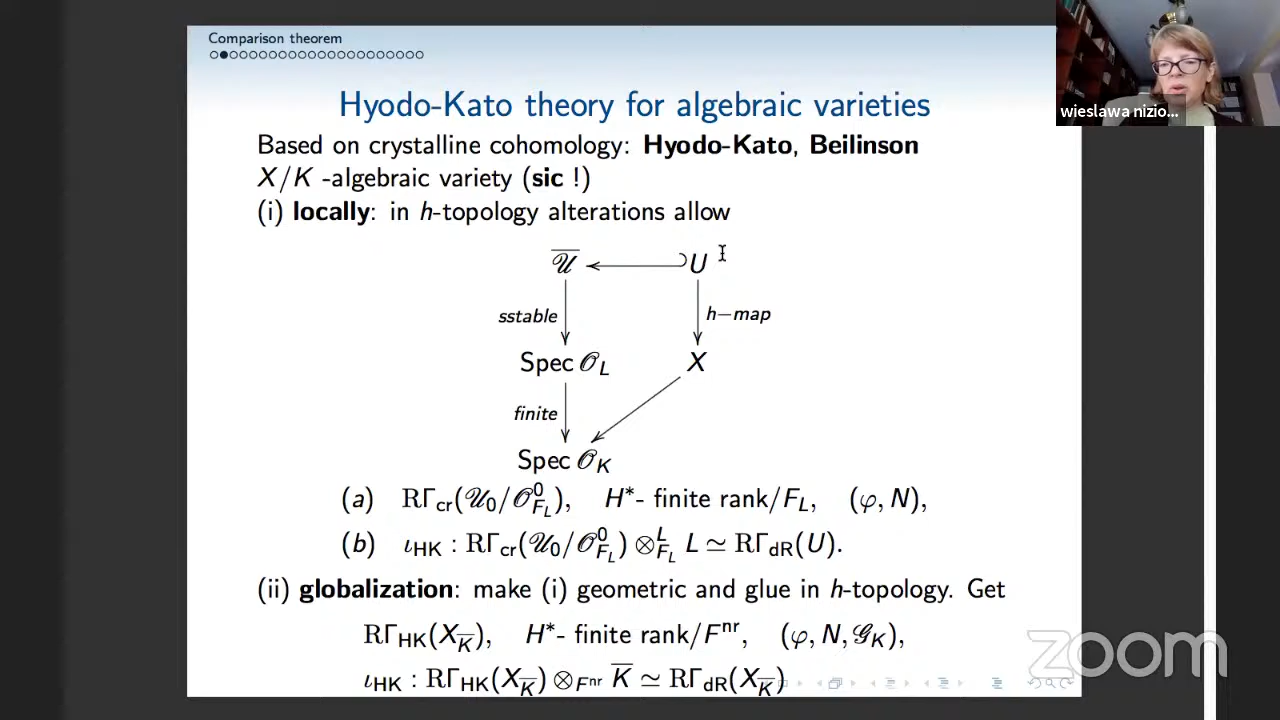 Comparison theorem
Hyodo-Kato theory for algebraic varieties
Based on crystalline cohomology: Hyodo-Kato, Beilinson
X/K -algebraic variety (sic !)
(i) locally: in h-topology alterations allow
𝒰̅ U
sstable h−map
Spec 𝒪_L X
finite
Spec 𝒪_K
(a) RΓ_cr(𝒰_0/𝒪^0_{F_L}), H*- finite rank/F_L, (φ, N),
(b) ι_HK : RΓ_cr(𝒰_0/𝒪^0_{F_L}) ⊗^L_{F_L} L ≃ RΓ_dR(U).
(ii) globalization: make (i) geometric and glue in h-topology. Get
RΓ_HK(X_K̅), H*- finite rank/F^nr, (φ, N, 𝒢_K),
ι_HK : RΓ_HK(X_K̅) ⊗_{F^nr} K̅ ≃ RΓ_dR(X_K̅)
wieslawa nizio...
zoom